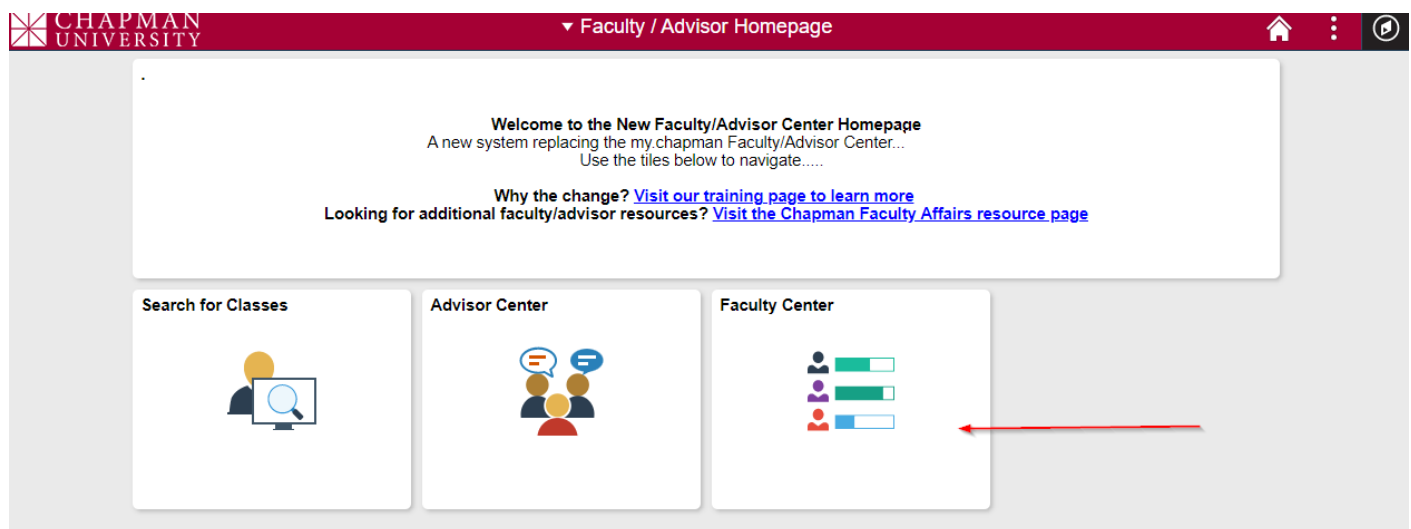 CHAPMAN
UNIVERSITY
Faculty / Advisor Homepage
.
Welcome to the New Faculty/Advisor Center Homepage
A new system replacing the my.chapman Faculty/Advisor Center...
Use the tiles below to navigate.....
Why the change? Visit our training page to learn more
Looking for additional faculty/advisor resources? Visit the Chapman Faculty Affairs resource page
Search for Classes
Advisor Center
Faculty Center